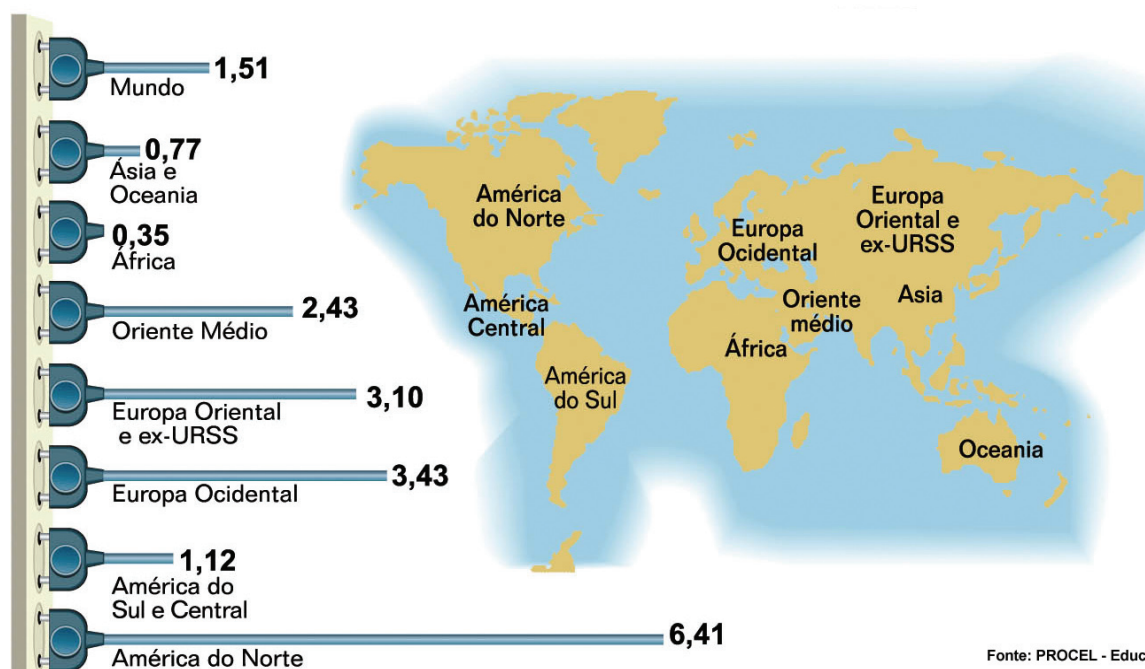 1,51
Mundo
0,77
Ásia e
Oceania
0,35
África
2,43
Oriente Médio
3,10
Europa Oriental
e ex-URSS
3,43
Europa Ocidental
1,12
América do
Sul e Central
6,41
América do Norte
América
do Norte
Europa
Ocidental
Europa
Oriental e
ex-URSS
América
Central
Oriente
médio
Asia
África
América
do Sul
Oceania
Fonte: PROCEL - Educ